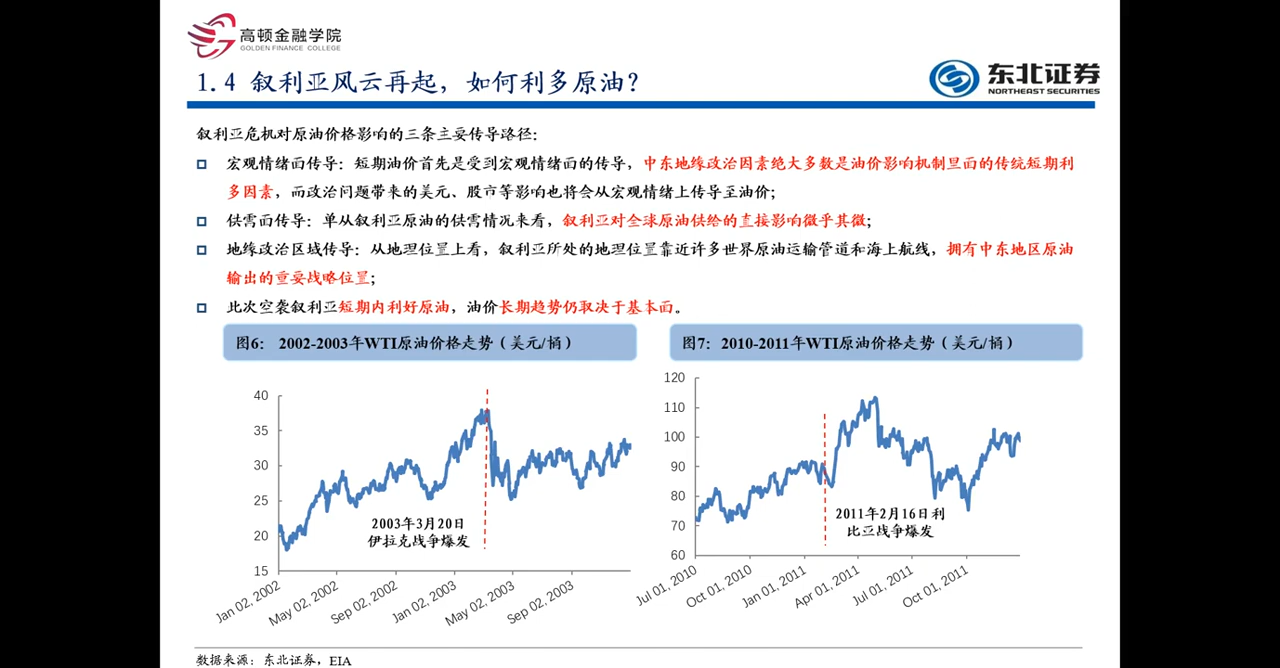 高顿金融学院
GOLDEN FINANCE COLLEGE
1.4 叙利亚风云再起，如何利多原油？
东北证券
NORTHEAST SECURITIES
叙利亚危机对原油价格影响的三条主要传导路径：
宏观情绪面传导：短期油价首先是受到宏观情绪面的传导，中东地缘政治因素绝大多数是油价影响机制里面的传统短期利
多因素，而政治问题带来的美元、股市等影响也将会从宏观情绪上传导至油价；
供需面传导：单从叙利亚原油的供需情况来看，叙利亚对全球原油供给的直接影响微乎其微；
地缘政治区域传导：从地理位置上看，叙利亚所处的地理位置靠近许多世界原油运输管道和海上航线，拥有中东地区原油
输出的重要战略位置；
此次空袭叙利亚短期内利好原油，油价长期趋势仍取决于基本面。
图6： 2002-2003年WTI原油价格走势（美元/桶）
图7：2010-2011年WTI原油价格走势（美元/桶）
40
35
30
25
20
15
2003年3月20日
伊拉克战争爆发
Jan 02, 2002
May 02, 2002
Sep 02, 2002
Jan 02, 2003
May 02, 2003
Sep 02, 2003
120
110
100
90
80
70
60
2011年2月16日利
比亚战争爆发
Jul 01, 2010
Oct 01, 2010
Jan 01, 2011
Apr 01, 2011
Jul 01, 2011
Oct 01, 2011
数据来源：东北证券，EIA